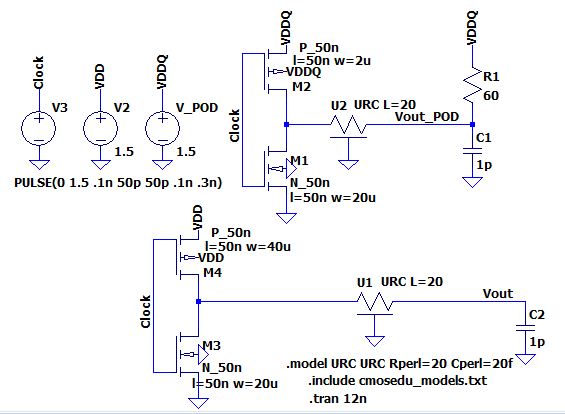 Clock
VDD
VDDQ
V3
V2
V_POD
1.5
1.5
PULSE(0 1.5 .1n 50p 50p .1n .3n)
VDDQ
P_50n
l=50n w=2u
VDDQ
M2
Clock
U2 URC L=20
Vout_POD
VDDQ
R1
60
C1
1p
M1
N_50n
l=50n w=20u
VDD
P_50n
l=50n w=40u
VDD
M4
Clock
U1 URC L=20
Vout
C2
1p
M3
N_50n
l=50n w=20u
.model URC URC Rperl=20 Cperl=20f
.include cmosedu_models.txt
.tran 12n